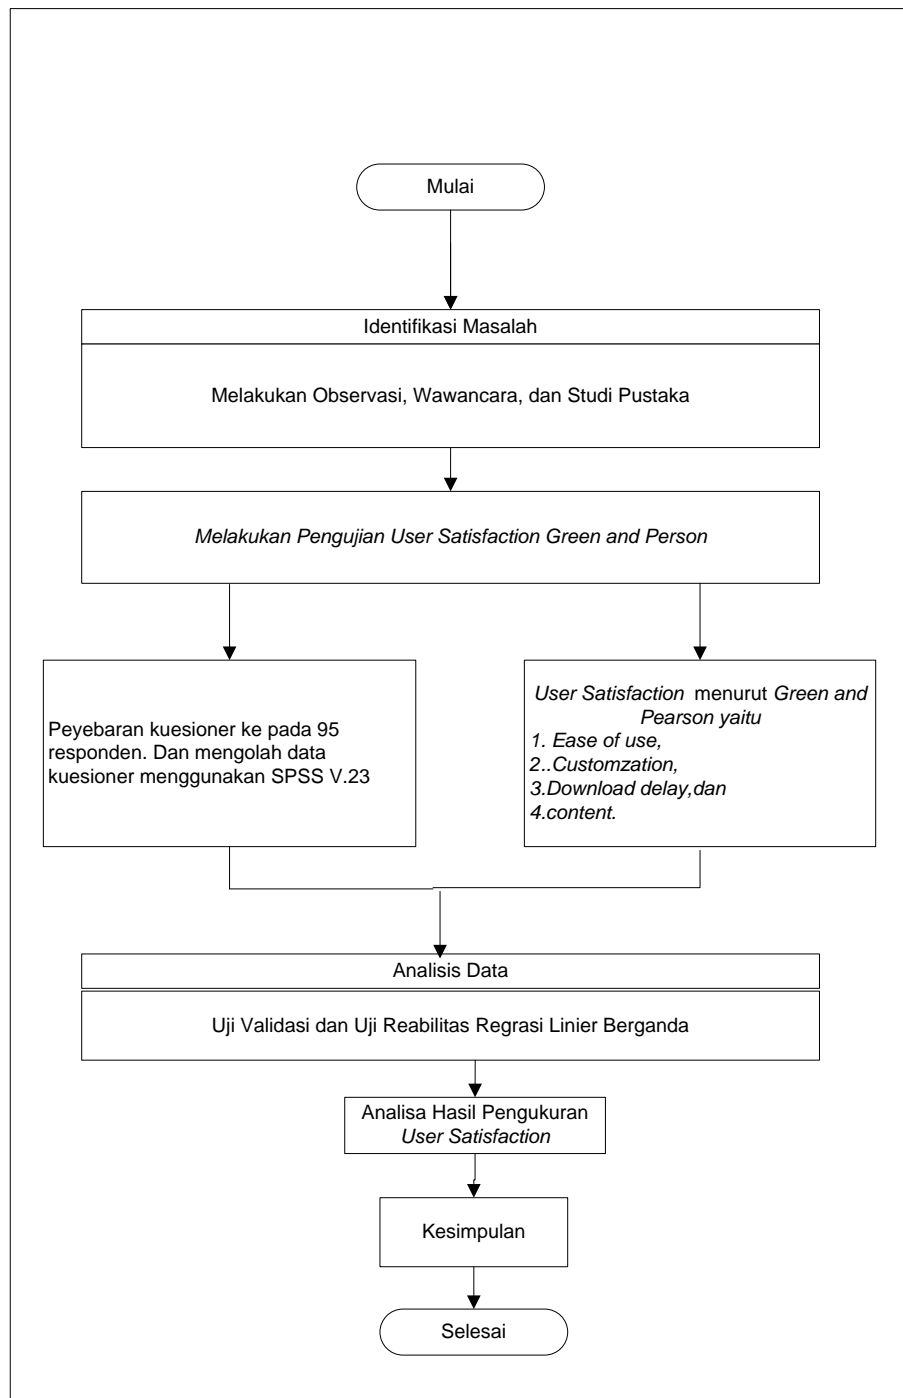 Mulai
Identifikasi Masalah
Melakukan Observasi, Wawancara, dan Studi Pustaka
Melakukan Pengujian User Satisfaction Green and Person
Peyebaran kuesioner ke pada 95
responden. Dan mengolah data
kuesioner menggunakan SPSS V.23
User Satisfaction menurut Green and
Pearson yaitu
1. Ease of use,
2..Customzation,
3.Download delay,dan
4.content.
Analisis Data
Uji Validasi dan Uji Reabilitas Regrasi Linier Berganda
Analisa Hasil Pengukuran
User Satisfaction
Kesimpulan
Selesai